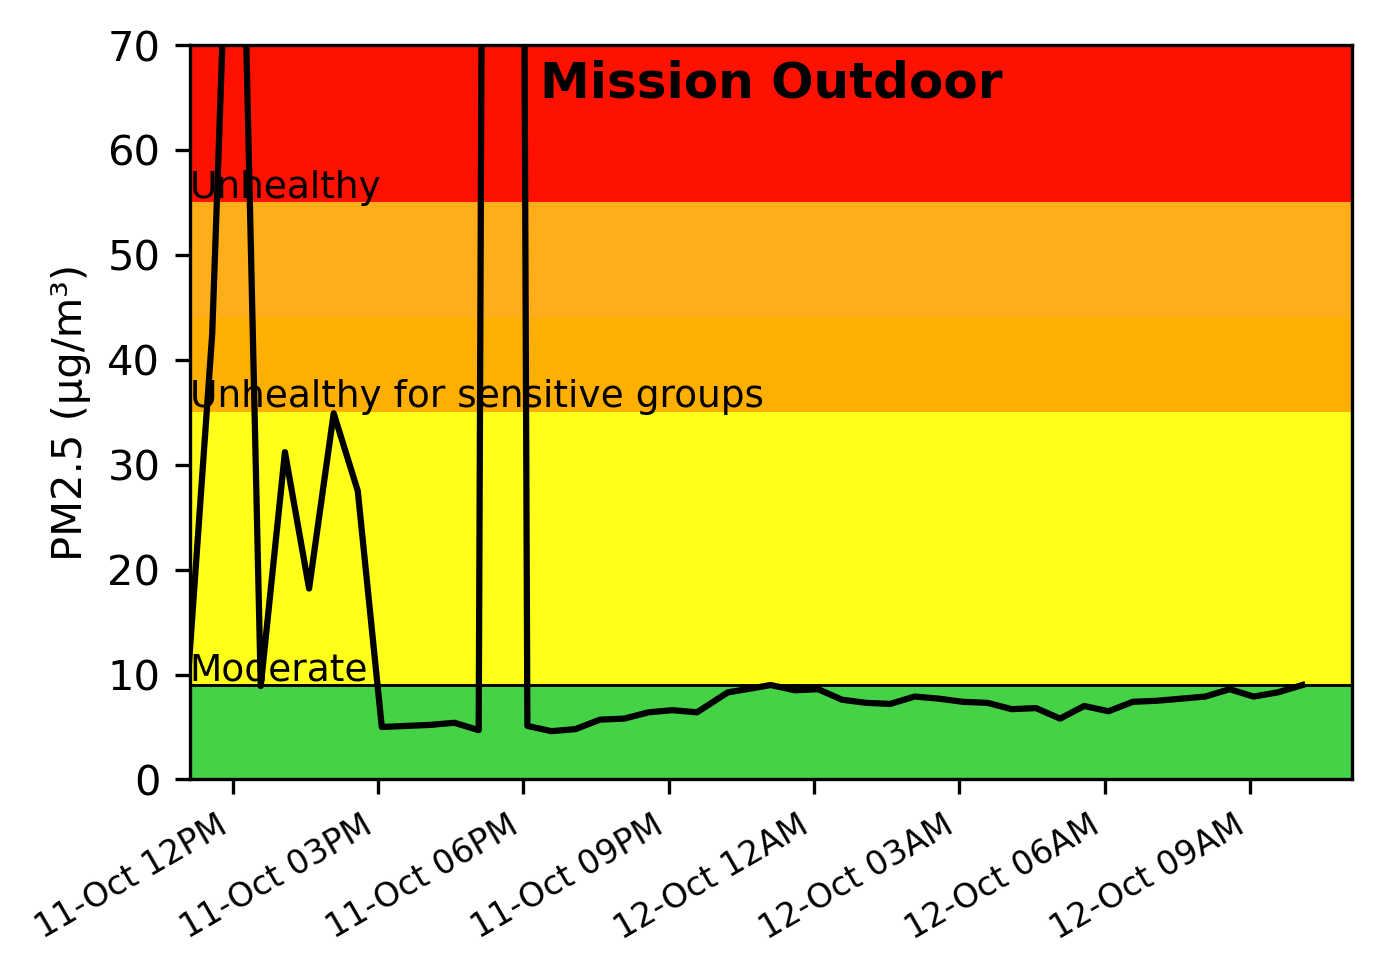 Mission Outdoor
70
60
Unhealthy
50
40
Unhealthy for sensitive groups
30
20
Moderate
10
0
PM2.5 (µg/m³)
11-Oct 12PM
11-Oct 03PM
11-Oct 06PM
11-Oct 09PM
12-Oct 12AM
12-Oct 03AM
12-Oct 06AM
12-Oct 09AM